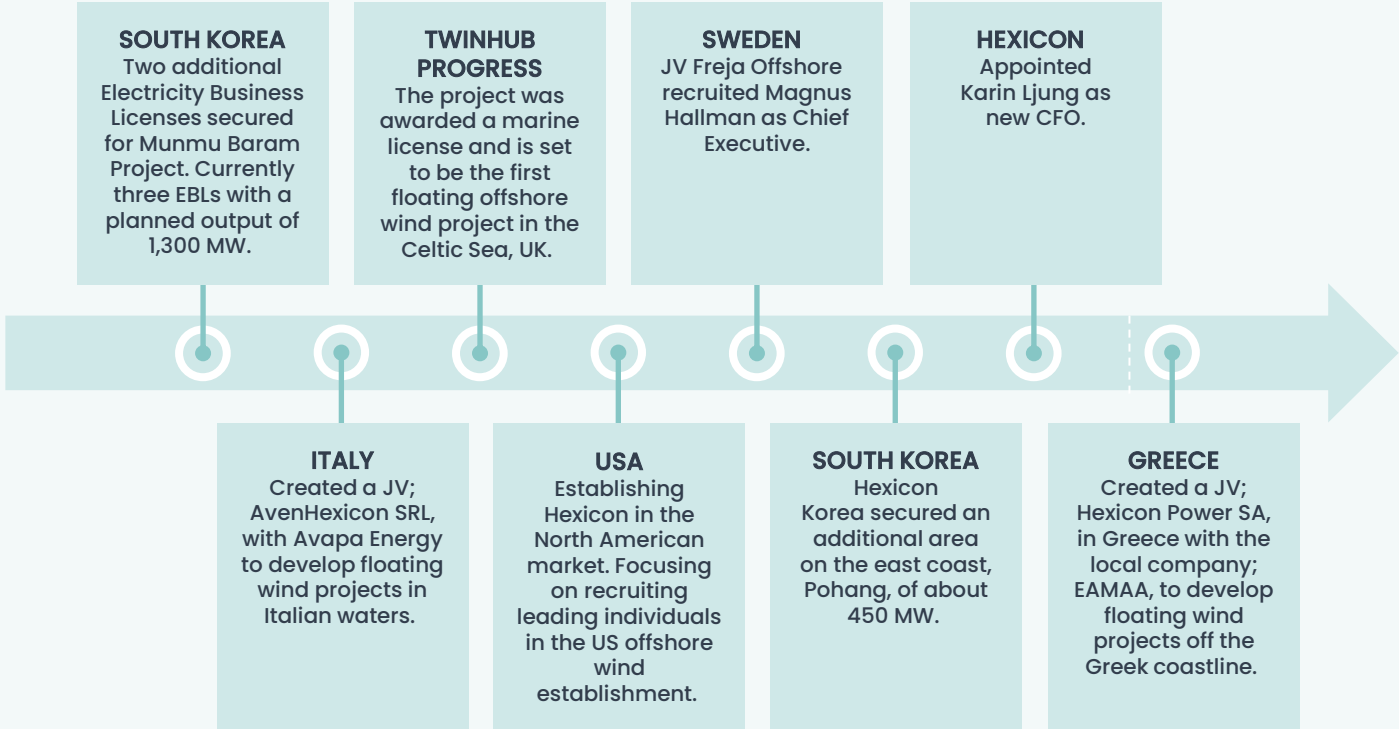 SOUTH KOREA
Two additional
Electricity Business
Licenses secured
for Munmu Baram
Project. Currently
three EBLs with a
planned output of
1,300 MW.
TWINHUB
PROGRESS
The project was
awarded a marine
license and is set
to be the first
floating offshore
wind project in the
Celtic Sea, UK.
SWEDEN
JV Freja Offshore
recruited Magnus
Hallman as Chief
Executive.
HEXICON
Appointed
Karin Ljung as
new CFO.
ITALY
Created a JV;
AvenHexicon SRL,
with Avapa Energy
to develop floating
wind projects in
Italian waters.
USA
Establishing
Hexicon in the
North American
market. Focusing
on recruiting
leading individuals
in the US offshore
wind
establishment.
SOUTH KOREA
Hexicon
Korea secured an
additional area
on the east coast,
Pohang, of about
450 MW.
GREECE
Created a JV;
Hexicon Power SA,
in Greece with the
local company;
EAMAA, to develop
floating wind
projects off the
Greek coastline.